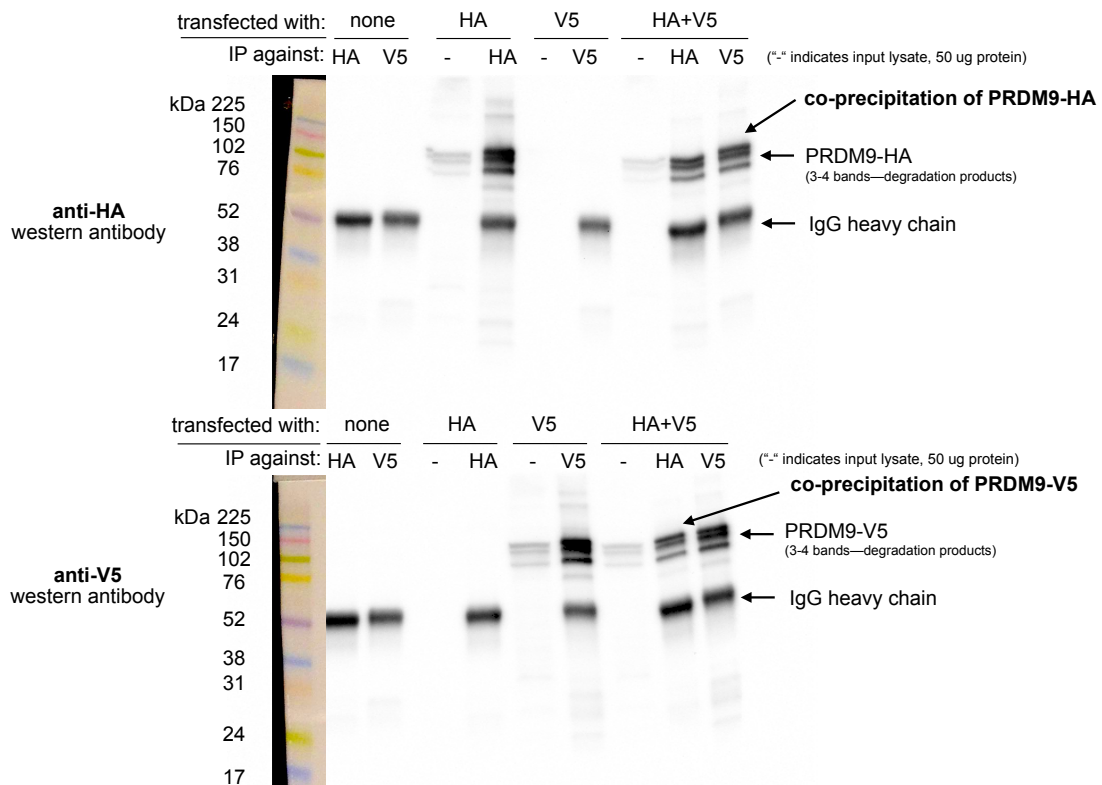 transfected with: none HA V5 HA+V5
IP against: HA V5 - HA - V5 - HA V5 (“-“ indicates input lysate, 50 ug protein)
co-precipitation of PRDM9-HA
kDa 225
150
102
76
52
38
31
24
17
anti-HA
western antibody
PRDM9-HA
(3-4 bands—degradation products)
IgG heavy chain
transfected with: none HA V5 HA+V5
IP against: HA V5 - HA - V5 - HA V5 (“-“ indicates input lysate, 50 ug protein)
co-precipitation of PRDM9-V5
kDa 225
150
102
76
52
38
31
24
17
anti-V5
western antibody
PRDM9-V5
(3-4 bands—degradation products)
IgG heavy chain